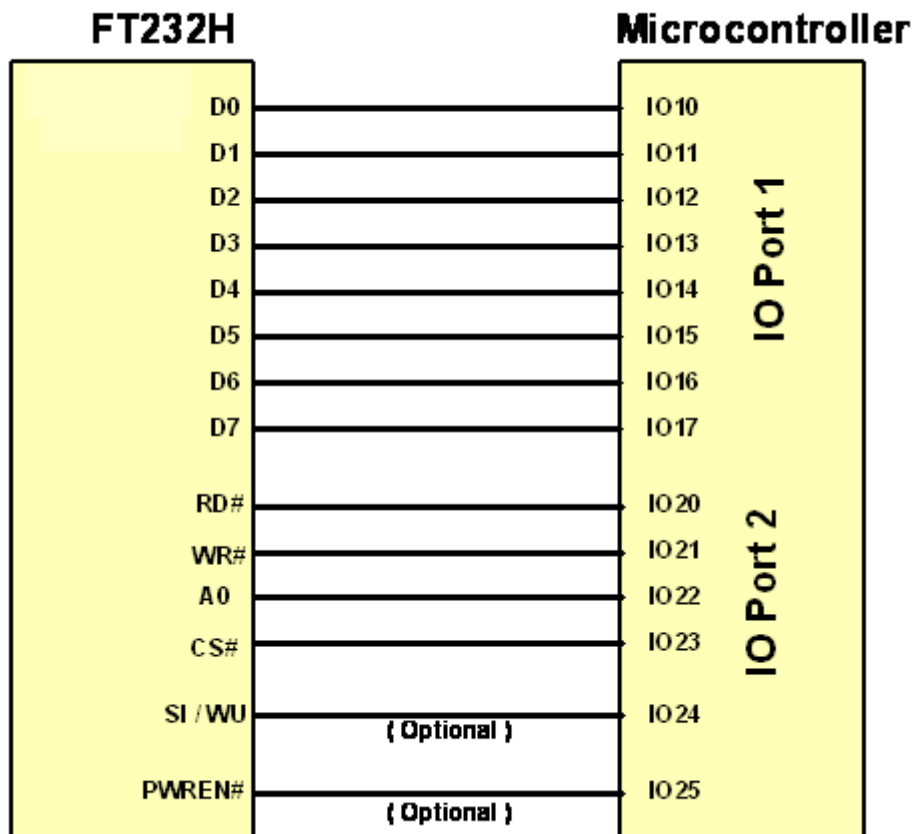 FT232H Microcontroller
D0 IO10
D1 IO11
D2 IO12
D3 IO13
D4 IO14
D5 IO15
D6 IO16
D7 IO17
IO Port 1
RD# IO20
WR# IO21
A0 IO22
CS# IO23
SI / WU IO24
( Optional )
PWREN# IO25
( Optional )
IO Port 2